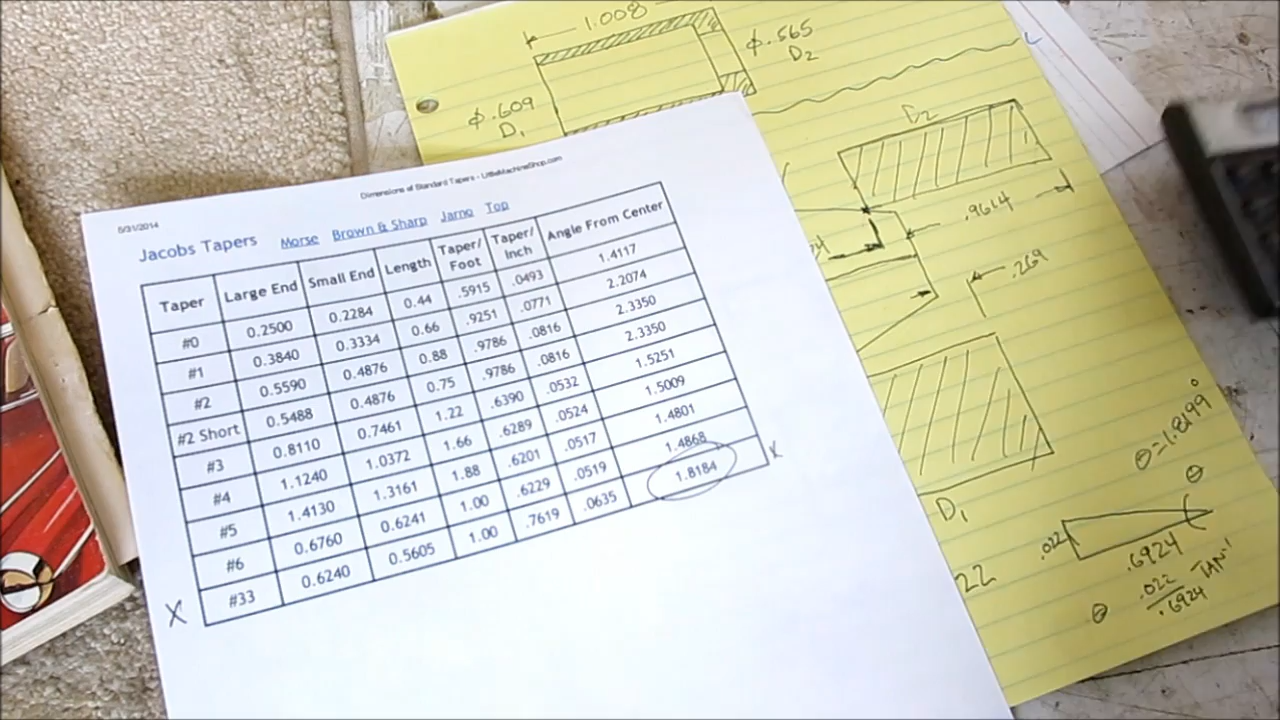 1.008
ϕ.565
D2
ϕ.609
D1
.9614
.269
5/31/2014
Dimensions of Standard Tapers - LittleMachineShop.com
Jacobs Tapers Morse Brown & Sharp Jarno Top
Taper Large End Small End Length Taper/Foot Taper/Inch Angle From Center
#0 0.2500 0.2284 0.44 .5915 .0493 1.4117
#1 0.3840 0.3334 0.66 .9251 .0771 2.2074
#2 0.5590 0.4876 0.88 .9786 .0816 2.3350
#2 Short 0.5488 0.4876 0.75 .9786 .0816 2.3350
#3 0.8110 0.7461 1.22 .6390 .0532 1.5251
#4 1.1240 1.0372 1.66 .6289 .0524 1.5009
#5 1.4130 1.3161 1.88 .6201 .0517 1.4801
#6 0.6760 0.6241 1.00 .6229 .0519 1.4868
#33 0.6240 0.5605 1.00 .7619 .0635 1.8184
X
X
D1
22
θ=1.8199°
θ
.022
.6924
θ .022/.6924 TAN-1